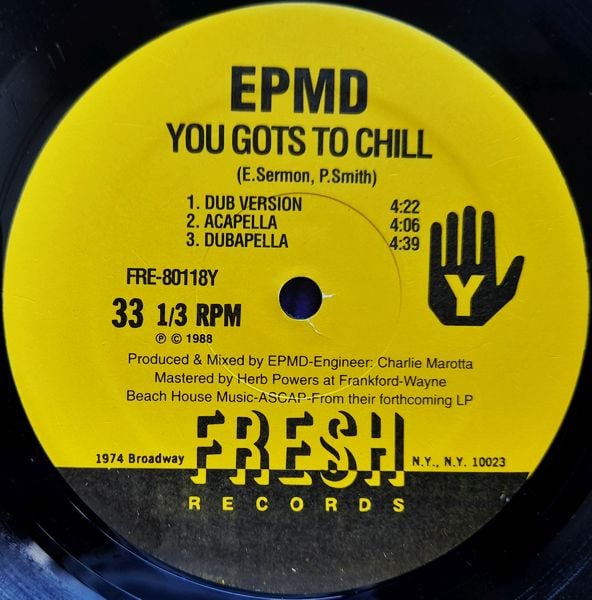 EPMD
YOU GOTS TO CHILL
(E.Sermon, P.Smith)
1. DUB VERSION 4:22
2. ACAPELLA 4:06
3. DUBAPELLA 4:39
Y
FRE-80118Y
33 1/3 RPM
℗ © 1988
Produced & Mixed by EPMD-Engineer: Charlie Marotta
Mastered by Herb Powers at Frankford-Wayne
Beach House Music-ASCAP-From their forthcoming LP
1974 Broadway FRESH N.Y., N.Y. 10023
RECORDS